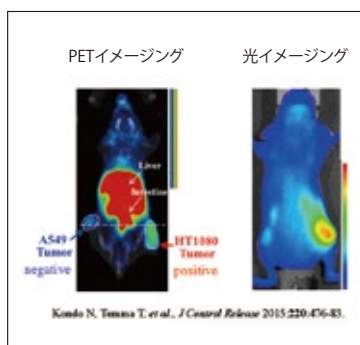 PETイメージング
光イメージング
Liver
Intestine
A549
Tumor
negative
HT1080
Tumor
positive
Kondo N, Temma T, et al., J Control Release 2015;220:476-83.